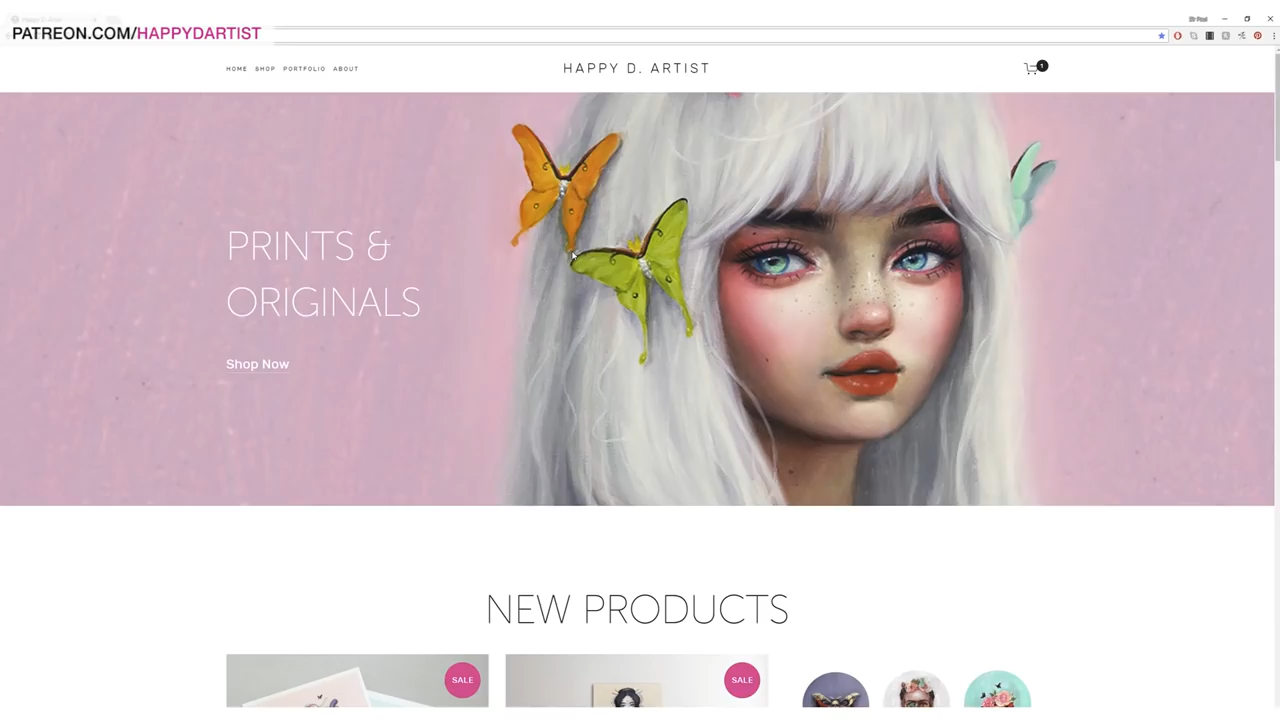 PATREON.COM/HAPPYDARTIST
HOME SHOP PORTFOLIO ABOUT
HAPPY D. ARTIST
1
PRINTS &
ORIGINALS
Shop Now
NEW PRODUCTS
SALE
SALE